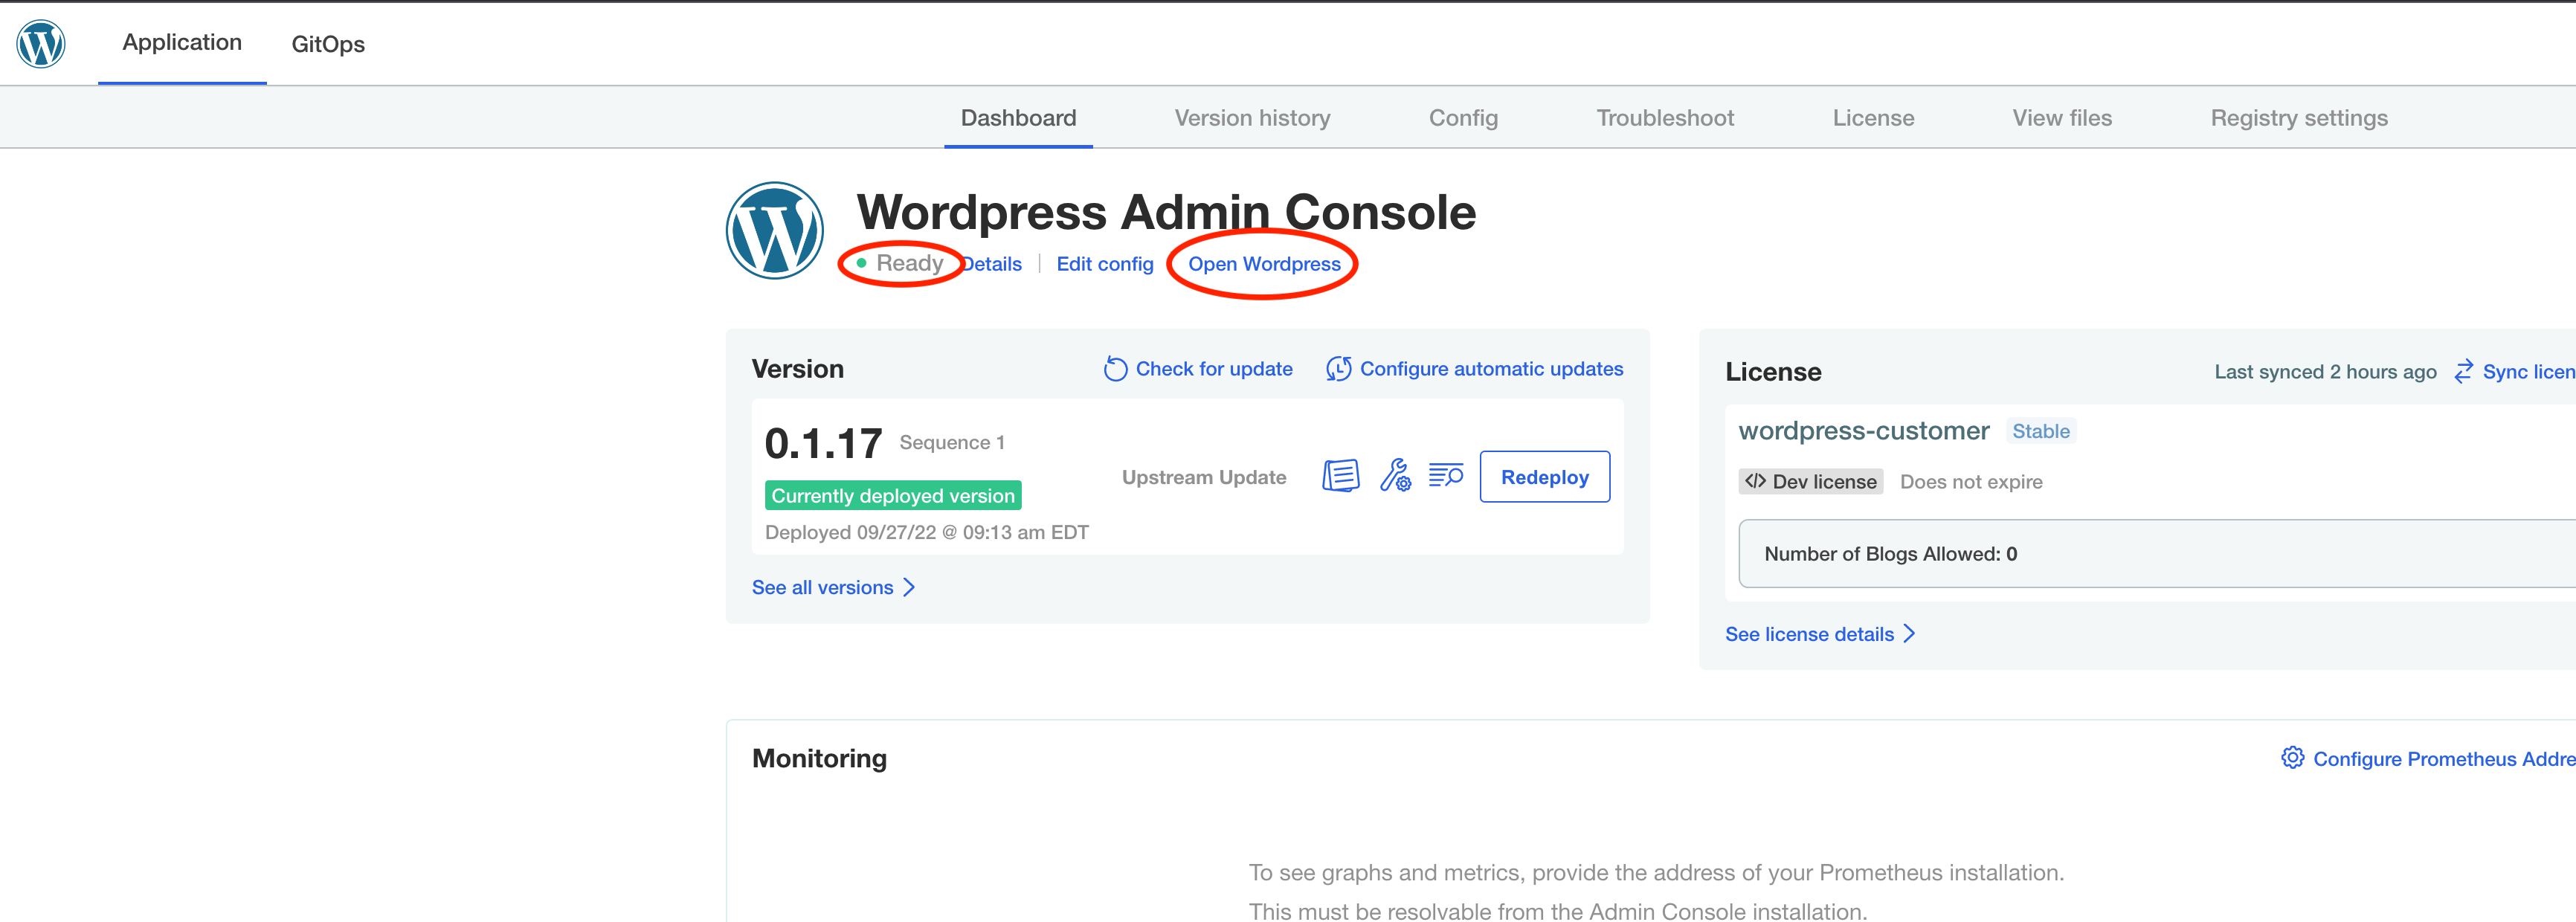 Application GitOps
Dashboard Version history Config Troubleshoot License View files Registry settings
Wordpress Admin Console
Ready Details Edit config Open Wordpress
Version Check for update Configure automatic updates
0.1.17 Sequence 1
Currently deployed version
Deployed 09/27/22 @ 09:13 am EDT
Upstream Update Redeploy
See all versions
License Last synced 2 hours ago Sync licen
wordpress-customer Stable
Dev license Does not expire
Number of Blogs Allowed: 0
See license details
Monitoring Configure Prometheus Addre
To see graphs and metrics, provide the address of your Prometheus installation.
This must be resolvable from the Admin Console installation.